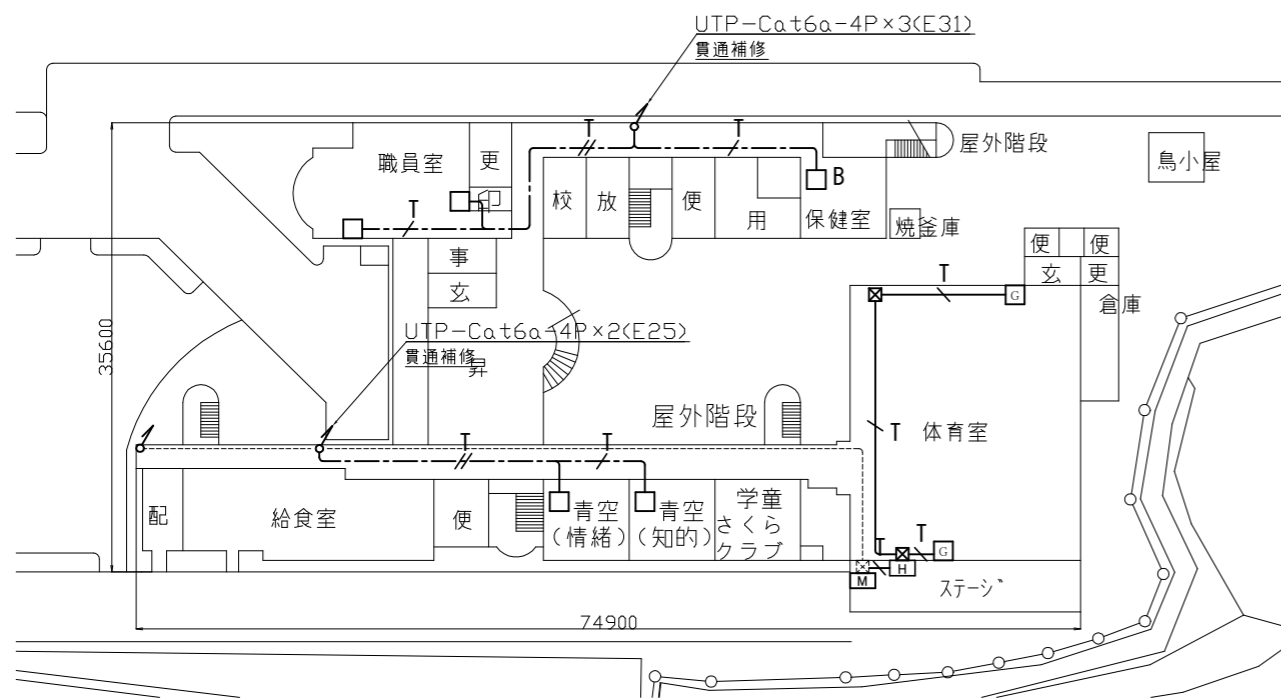 UTP-Cat6a-4P×3(E31)
貫通補修
T
T
屋外階段
職員室
更
印
校
放
便
用
保健室
B
鳥小屋
焼釜庫
T
事
玄
便
便
玄
更
倉庫
T
G
UTP-Cat6a-4P×2(E25)
貫通補修
昇
35600
屋外階段
T
体育室
T
T
配
給食室
便
青空
(情緒)
青空
(知的)
学童
さくら
クラブ
T
T
G
H
M
ステージ
74900